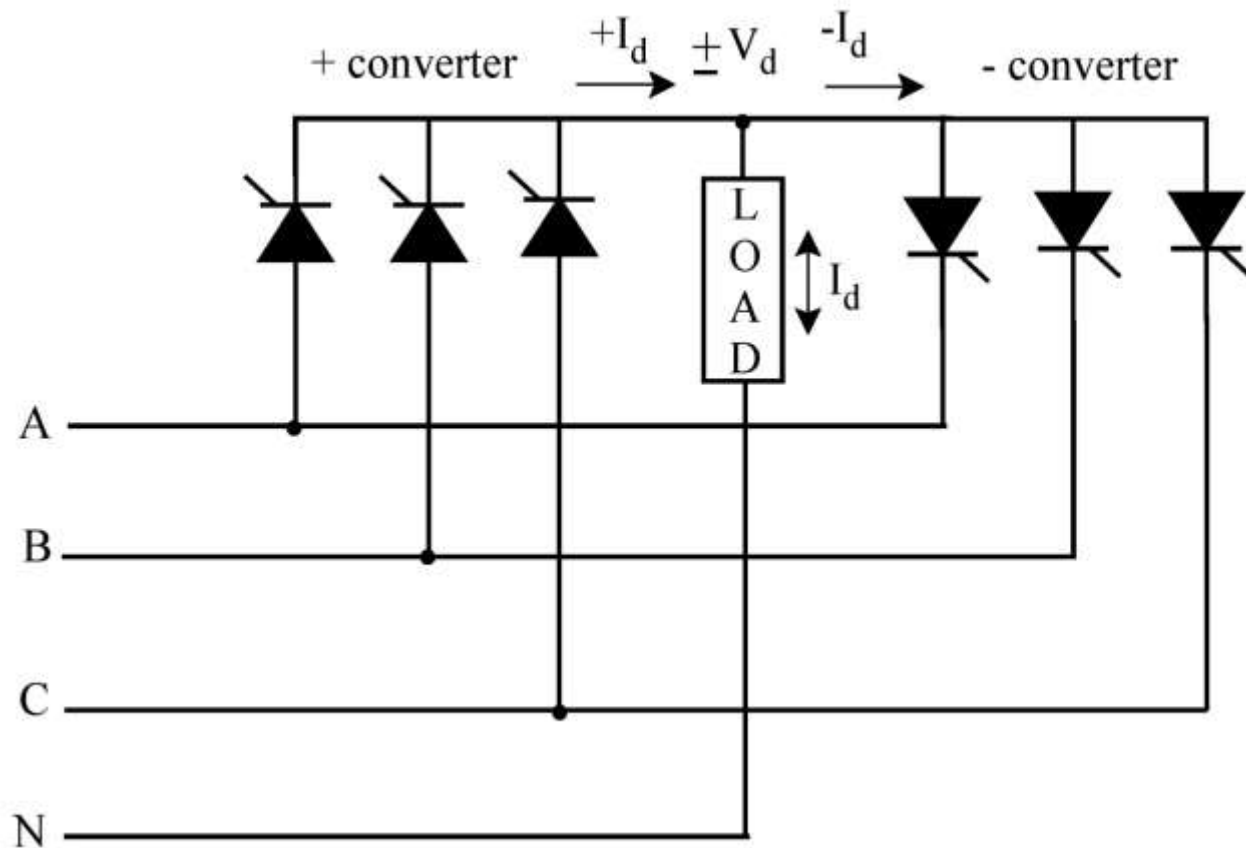 + converter
+I_d
± V_d
-I_d
- converter
L
O
A
D
I_d
A
B
C
N